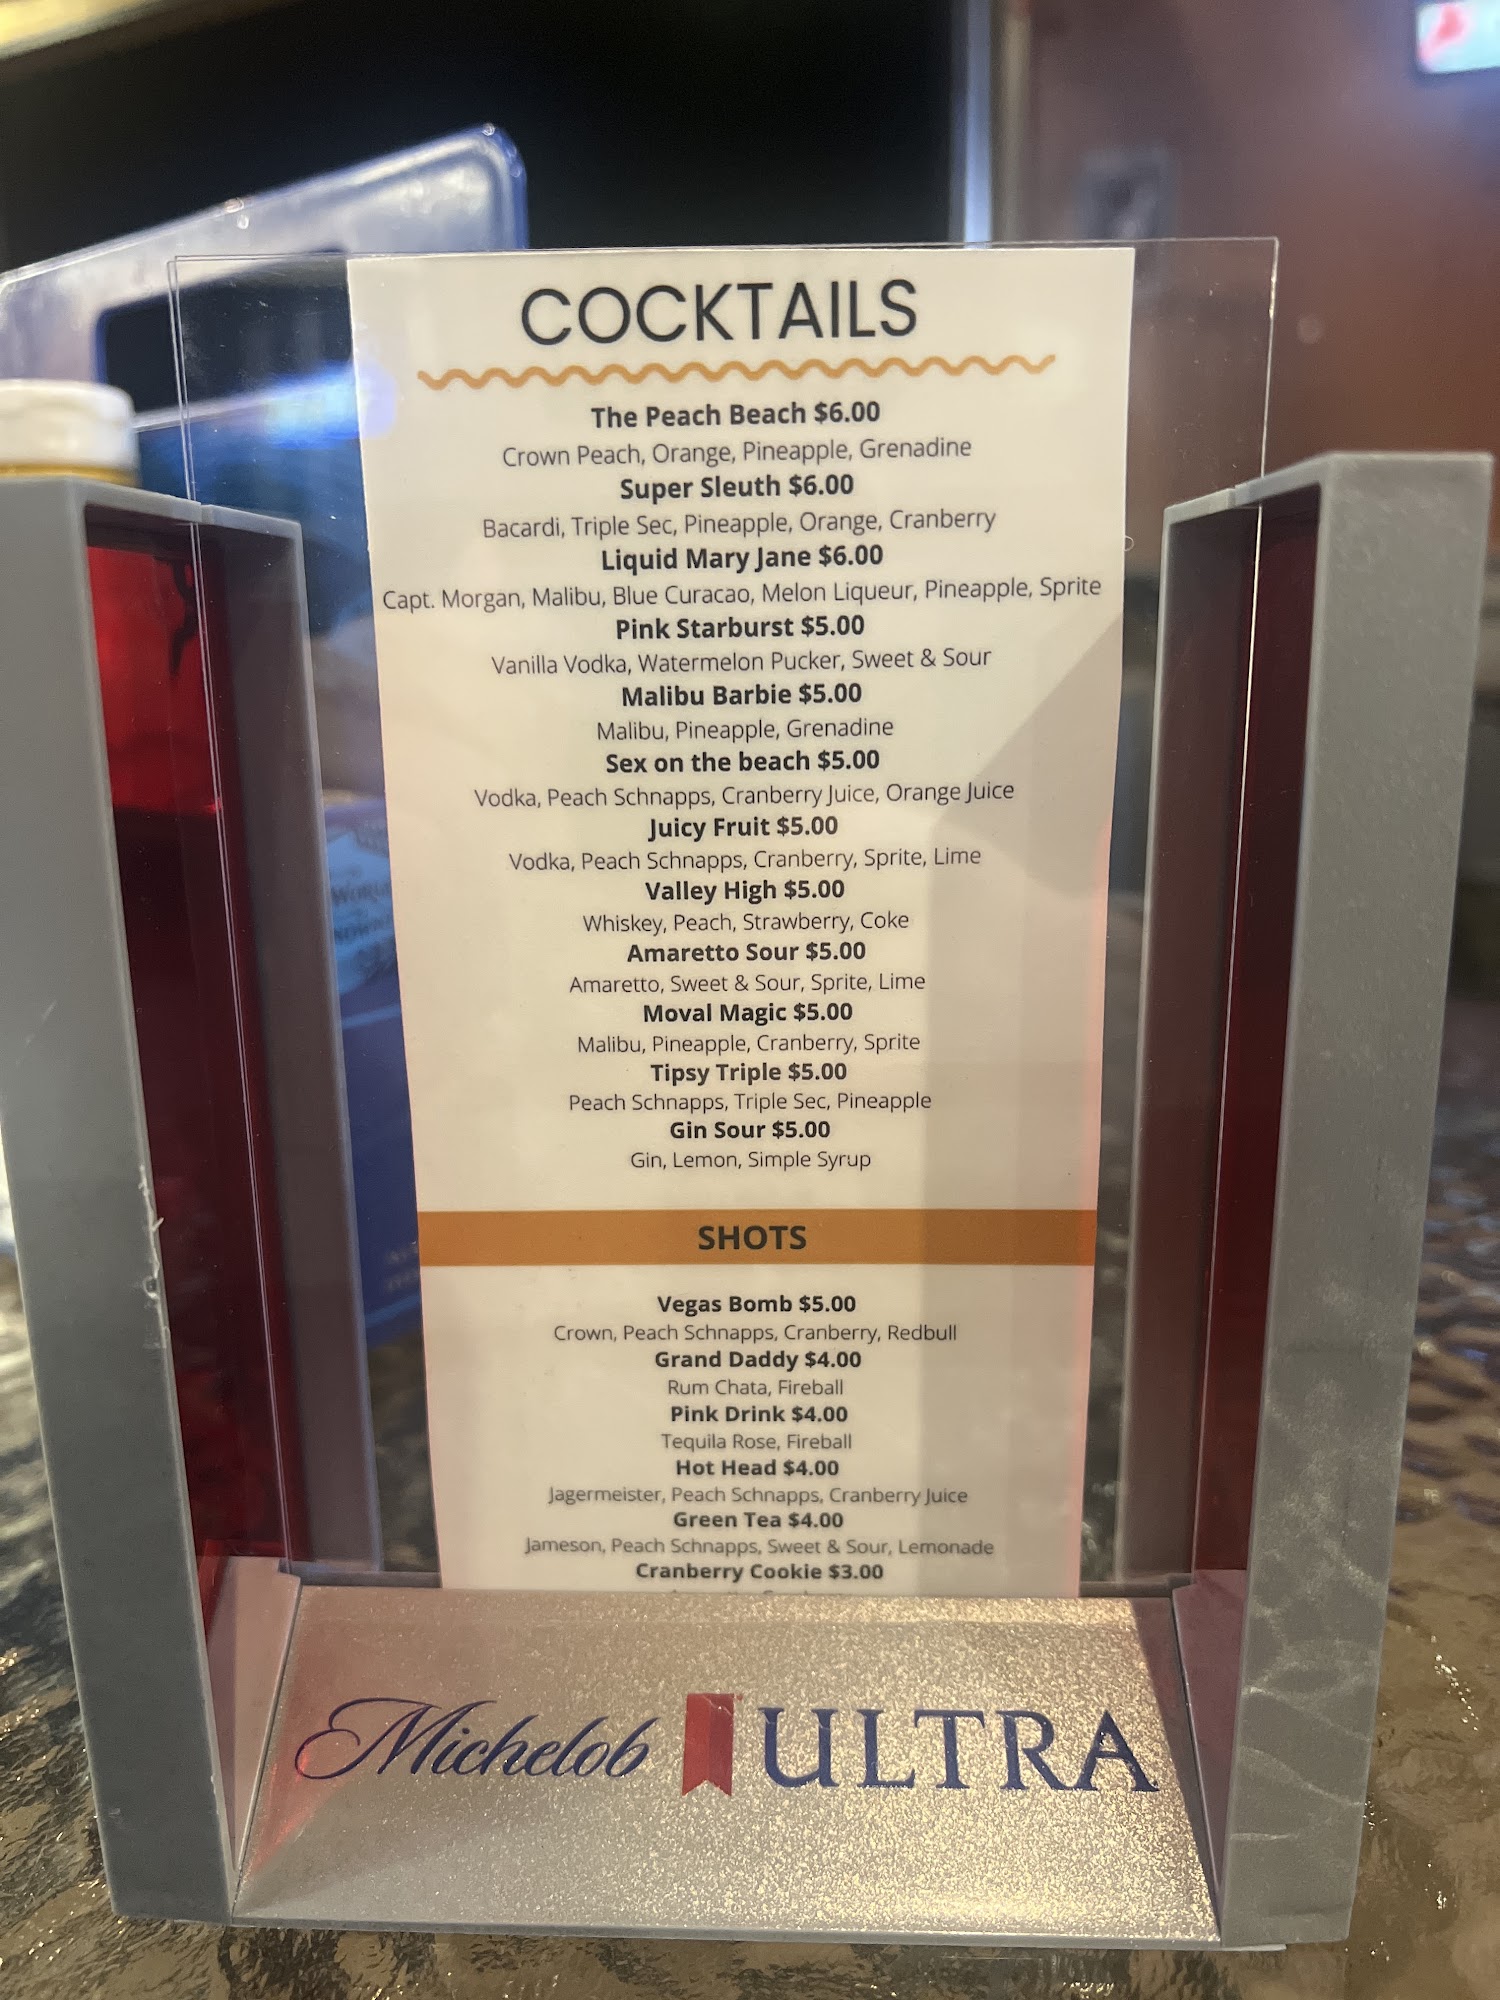 COCKTAILS
The Peach Beach $6.00
Crown Peach, Orange, Pineapple, Grenadine
Super Sleuth $6.00
Bacardi, Triple Sec, Pineapple, Orange, Cranberry
Liquid Mary Jane $6.00
Capt. Morgan, Malibu, Blue Curacao, Melon Liqueur, Pineapple, Sprite
Pink Starburst $5.00
Vanilla Vodka, Watermelon Pucker, Sweet & Sour
Malibu Barbie $5.00
Malibu, Pineapple, Grenadine
Sex on the beach $5.00
Vodka, Peach Schnapps, Cranberry Juice, Orange Juice
Juicy Fruit $5.00
Vodka, Peach Schnapps, Cranberry, Sprite, Lime
Valley High $5.00
Whiskey, Peach, Strawberry, Coke
Amaretto Sour $5.00
Amaretto, Sweet & Sour, Sprite, Lime
Moval Magic $5.00
Malibu, Pineapple, Cranberry, Sprite
Tipsy Triple $5.00
Peach Schnapps, Triple Sec, Pineapple
Gin Sour $5.00
Gin, Lemon, Simple Syrup
SHOTS
Vegas Bomb $5.00
Crown, Peach Schnapps, Cranberry, Redbull
Grand Daddy $4.00
Rum Chata, Fireball
Pink Drink $4.00
Tequila Rose, Fireball
Hot Head $4.00
Jagermeister, Peach Schnapps, Cranberry Juice
Green Tea $4.00
Jameson, Peach Schnapps, Sweet & Sour, Lemonade
Cranberry Cookie $3.00
Michelob ULTRA